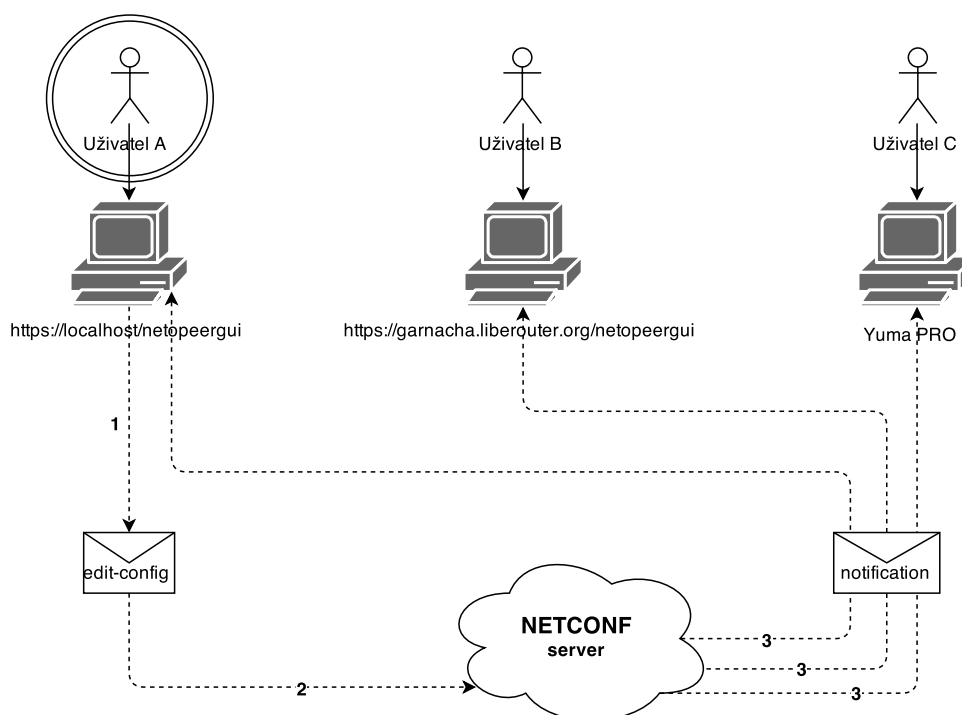 Uživatel A
Uživatel B
Uživatel C
https://localhost/netopeergui
https://garnacha.liberouter.org/netopeergui
Yuma PRO
1
edit-config
notification
NETCONF
server
3
3
2
3